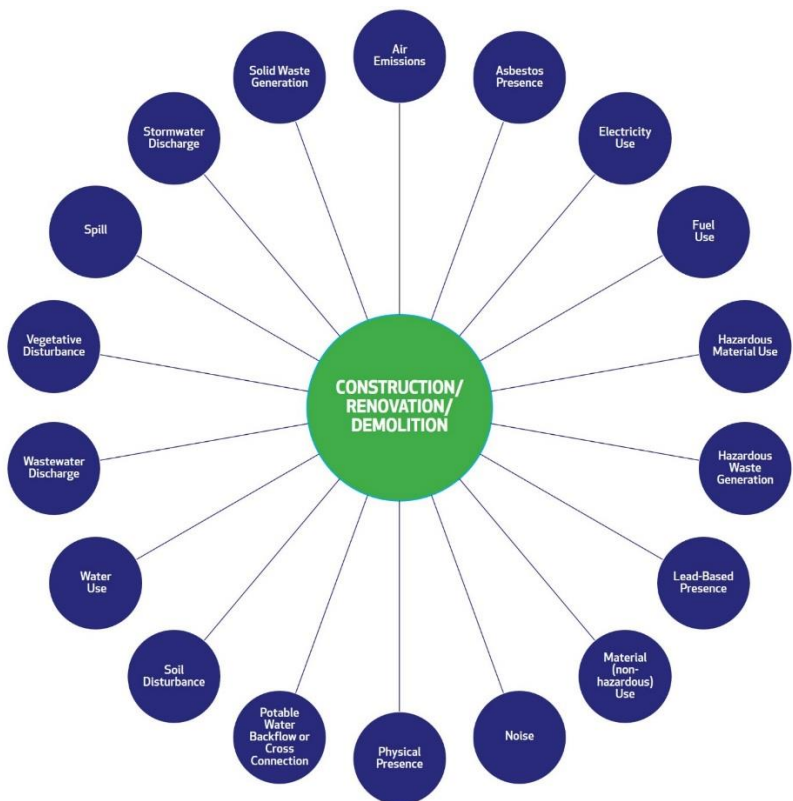 CONSTRUCTION/
RENOVATION/
DEMOLITION
Air
Emissions
Asbestos
Presence
Electricity
Use
Fuel
Use
Hazardous
Material Use
Hazardous
Waste
Generation
Lead-Based
Presence
Material
(non-
hazardous)
Use
Noise
Physical
Presence
Potable
Water
Backflow or
Cross
Connection
Soil
Disturbance
Water
Use
Wastewater
Discharge
Vegetative
Disturbance
Spill
Stormwater
Discharge
Solid Waste
Generation